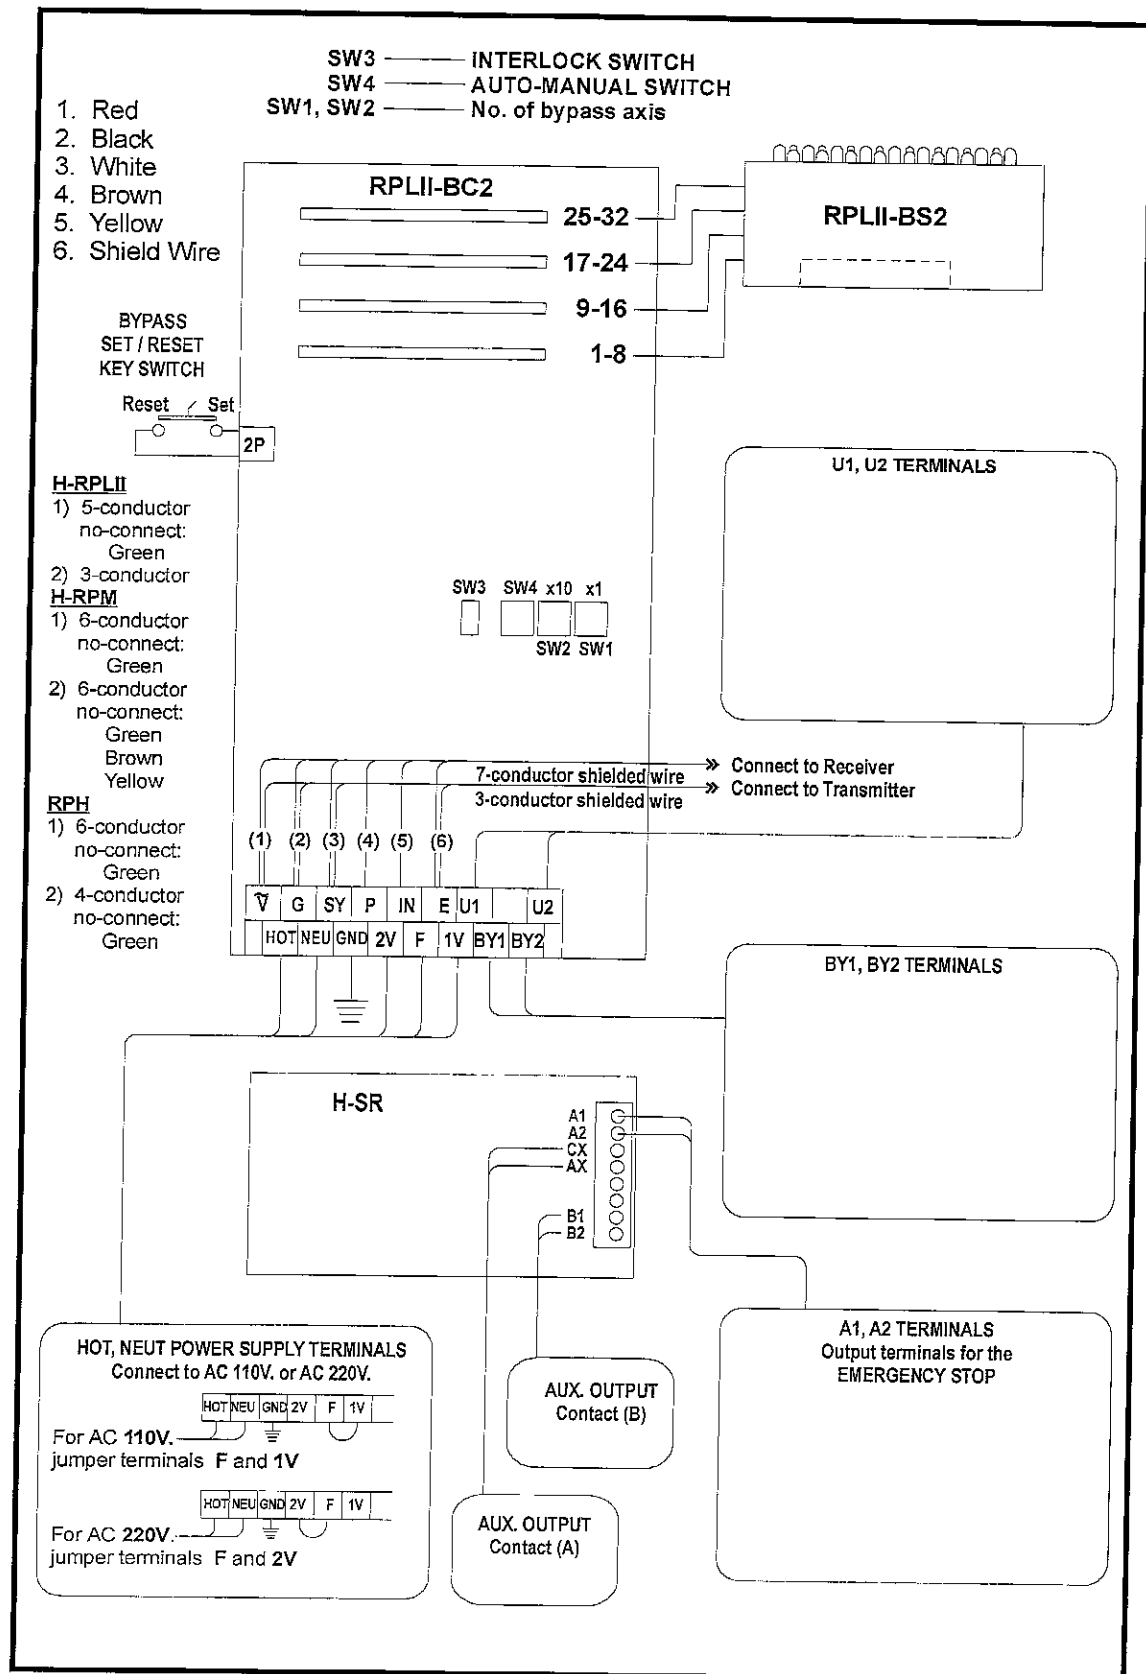 SW3 INTERLOCK SWITCH
SW4 AUTO-MANUAL SWITCH
SW1, SW2 No. of bypass axis
1. Red
2. Black
3. White
4. Brown
5. Yellow
6. Shield Wire
RPLII-BC2
25-32
17-24
9-16
1-8
RPLII-BS2
BYPASS
SET / RESET
KEY SWITCH
Reset Set
2P
H-RPLII
1) 5-conductor
no-connect:
Green
2) 3-conductor
H-RPM
1) 6-conductor
no-connect:
Green
2) 6-conductor
no-connect:
Green
Brown
Yellow
RPH
1) 6-conductor
no-connect:
Green
2) 4-conductor
no-connect:
Green
SW3 SW4 x10 x1
SW2 SW1
U1, U2 TERMINALS
7-conductor shielded wire » Connect to Receiver
3-conductor shielded wire » Connect to Transmitter
(1) (2) (3) (4) (5) (6)
Ṽ G SY P IN E U1 U2
HOT NEU GND 2V F 1V BY1 BY2
BY1, BY2 TERMINALS
H-SR
A1
A2
CX
AX
B1
B2
HOT, NEUT POWER SUPPLY TERMINALS
Connect to AC 110V. or AC 220V.
HOT NEU GND 2V F 1V
For AC 110V.
jumper terminals F and 1V
HOT NEU GND 2V F 1V
For AC 220V.
jumper terminals F and 2V
AUX. OUTPUT
Contact (B)
AUX. OUTPUT
Contact (A)
A1, A2 TERMINALS
Output terminals for the
EMERGENCY STOP